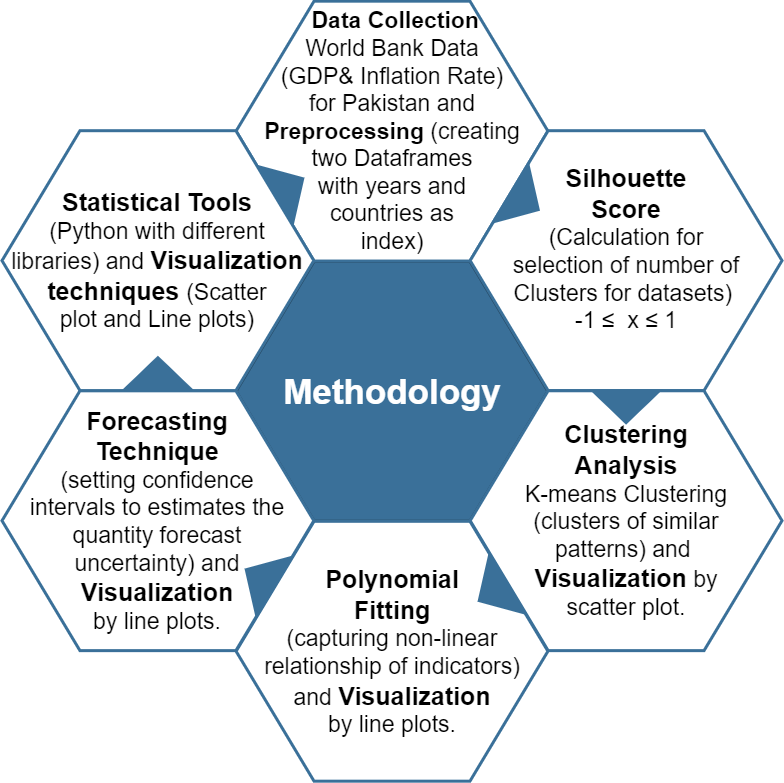 Data Collection
World Bank Data
(GDP& Inflation Rate)
for Pakistan and
Preprocessing (creating
two Dataframes
with years and
countries as
index)
Silhouette
Score
(Calculation for
selection of number of
Clusters for datasets)
-1 ≤ x ≤ 1
Clustering
Analysis
K-means Clustering
(clusters of similar
patterns) and
Visualization by
scatter plot.
Polynomial
Fitting
(capturing non-linear
relationship of indicators)
and Visualization
by line plots.
Forecasting
Technique
(setting confidence
intervals to estimates the
quantity forecast
uncertainty) and
Visualization
by line plots.
Statistical Tools
(Python with different
libraries) and Visualization
techniques (Scatter
plot and Line plots)
Methodology